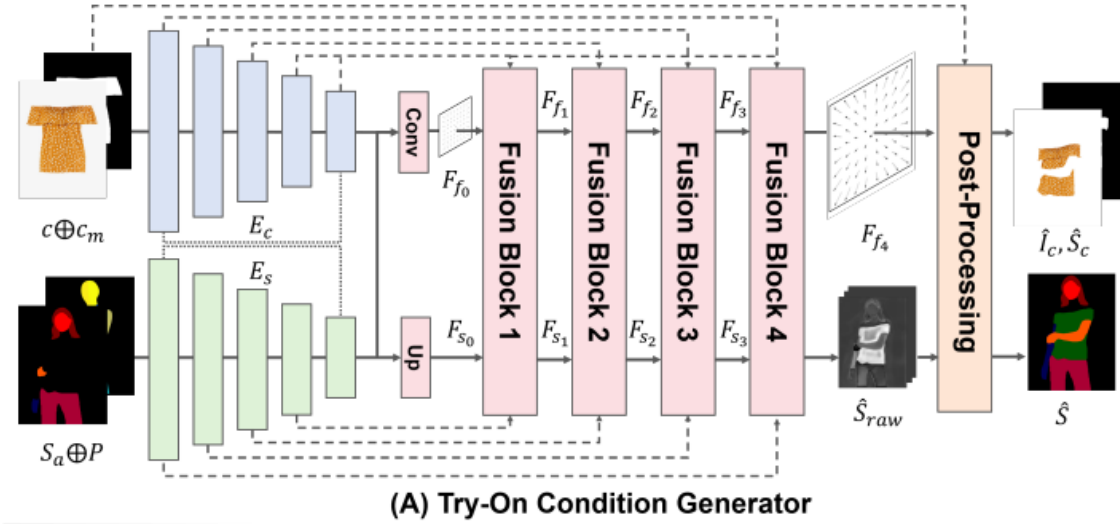 c⊕c_m
E_c
E_s
S_a⊕P
Conv
F_{f_0}
Up
F_{s_0}
Fusion Block 1
F_{f_1}
F_{s_1}
Fusion Block 2
F_{f_2}
F_{s_2}
Fusion Block 3
F_{f_3}
F_{s_3}
Fusion Block 4
F_{f_4}
Ŝ_{raw}
Post-Processing
Î_c, Ŝ_c
Ŝ
(A) Try-On Condition Generator